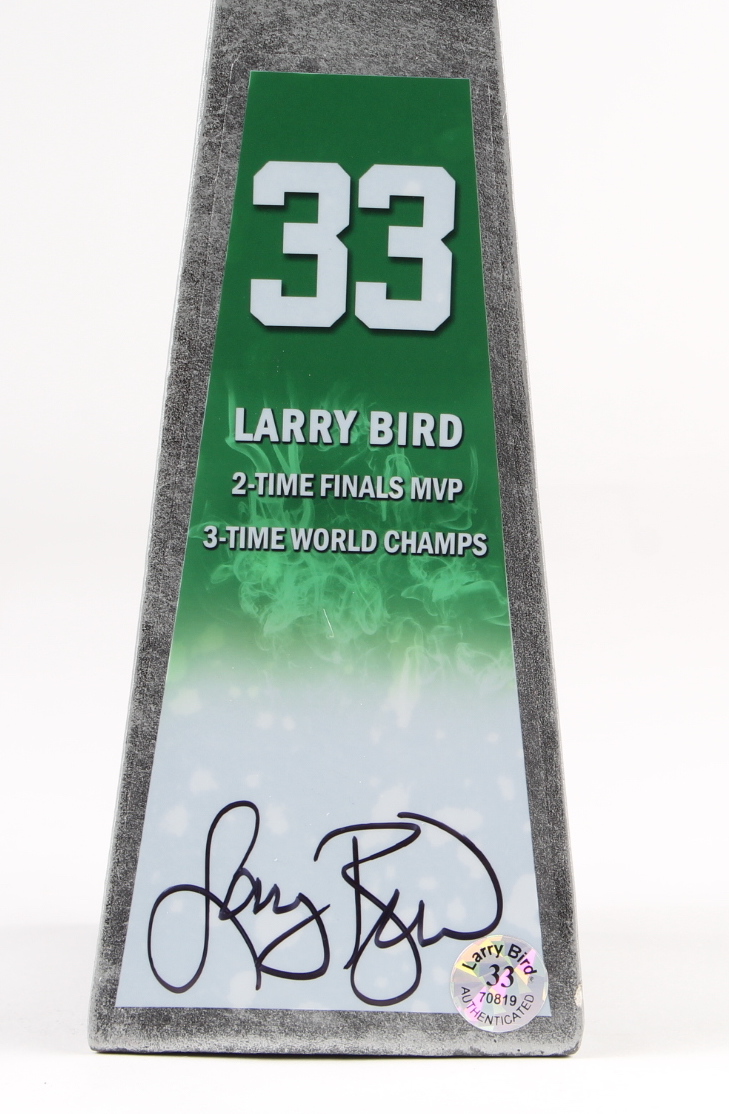 33
LARRY BIRD
2-TIME FINALS MVP
3-TIME WORLD CHAMPS
Larry Bird
Larry Bird
33
70819
AUTHENTICATED